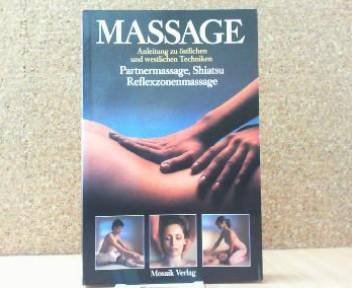 MASSAGE
Anleitung zu östlichen
und westlichen Techniken
Partnermassage, Shiatsu
Reflexzonenmassage
Mosaik Verlag